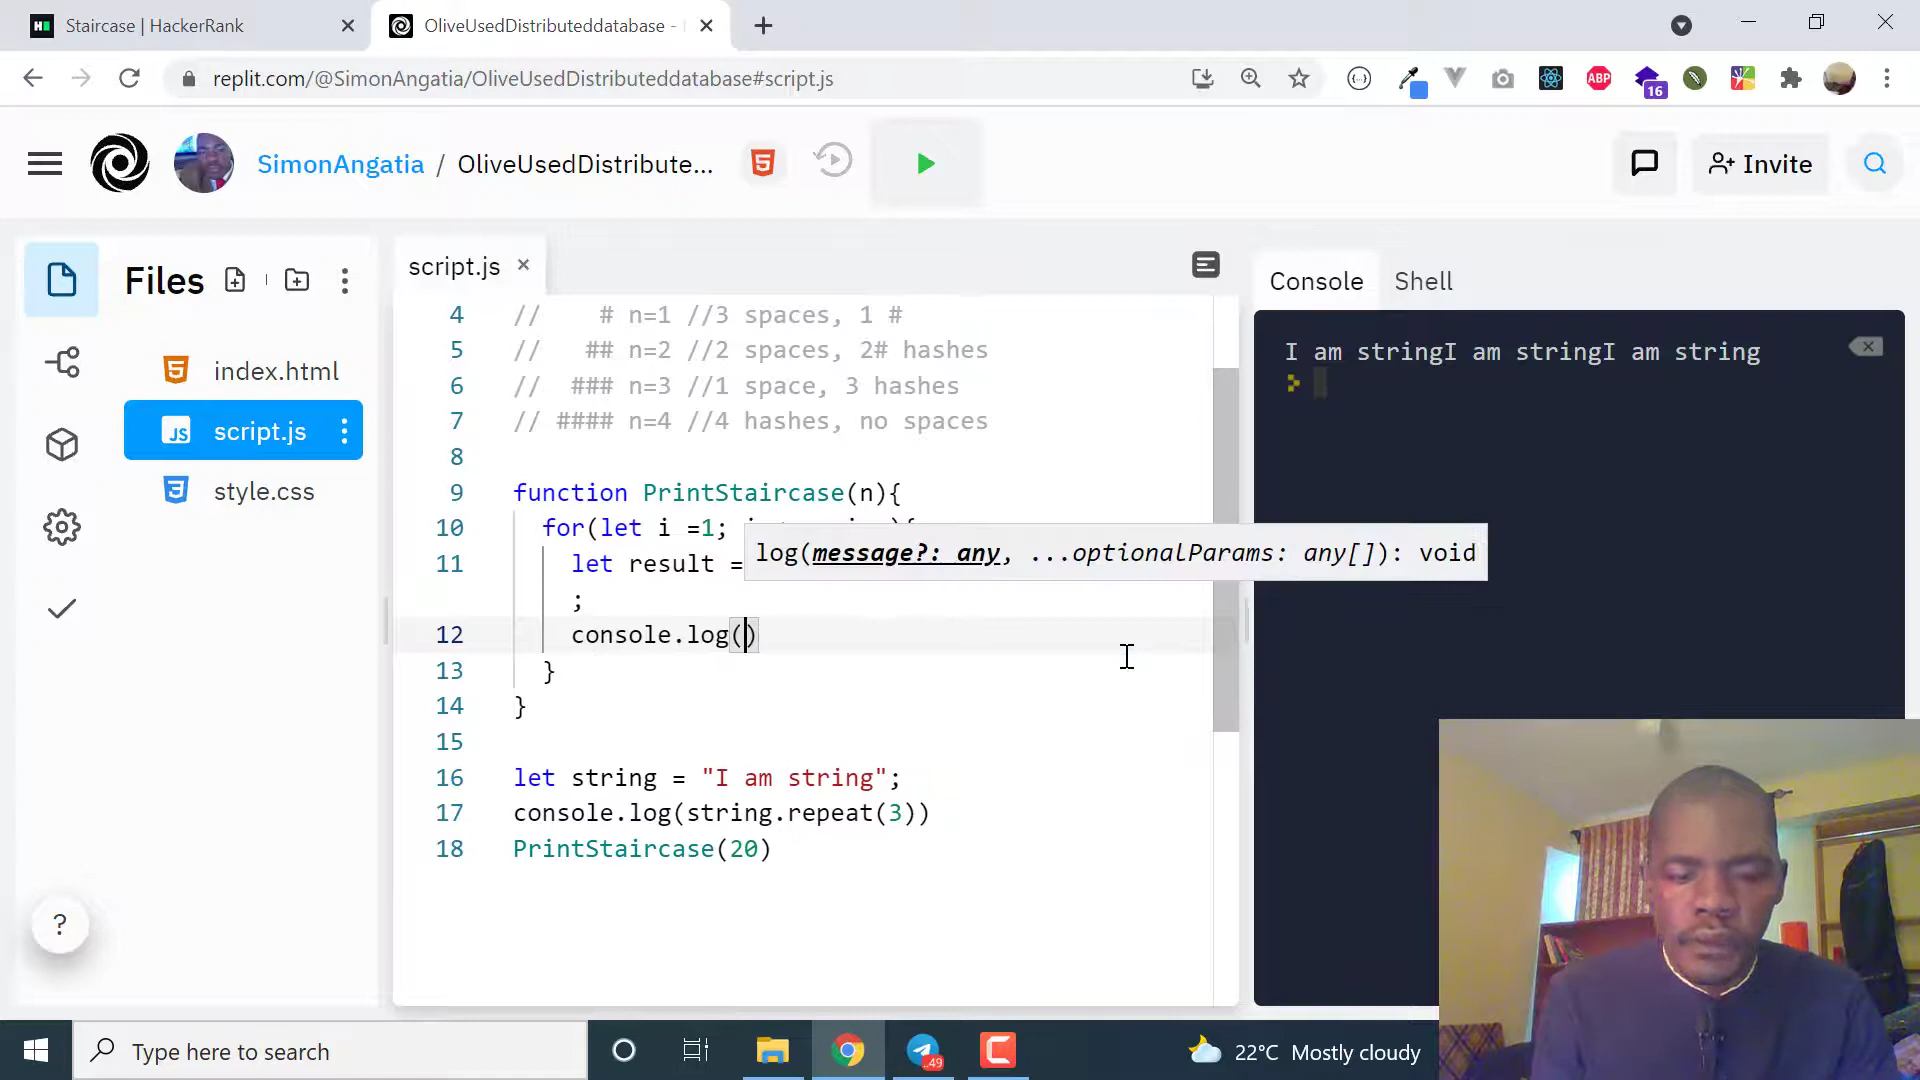 Staircase | HackerRank
OliveUsedDistributeddatabase -
replit.com/@SimonAngatia/OliveUsedDistributeddatabase#script.js
ABP
16
SimonAngatia / OliveUsedDistribute...
Invite
Files
script.js
Console
Shell
index.html
script.js
style.css
4 // # n=1 //3 spaces, 1 #
5 // ## n=2 //2 spaces, 2# hashes
6 // ### n=3 //1 space, 3 hashes
7 // #### n=4 //4 hashes, no spaces
8
9 function PrintStaircase(n){
10 for(let i =1;
log(message?: any, ...optionalParams: any[]): void
11 let result =
;
12 console.log()
13 }
14 }
15
16 let string = "I am string";
17 console.log(string.repeat(3))
18 PrintStaircase(20)
I am stringI am stringI am string
>
?
Type here to search
49
22°C Mostly cloudy